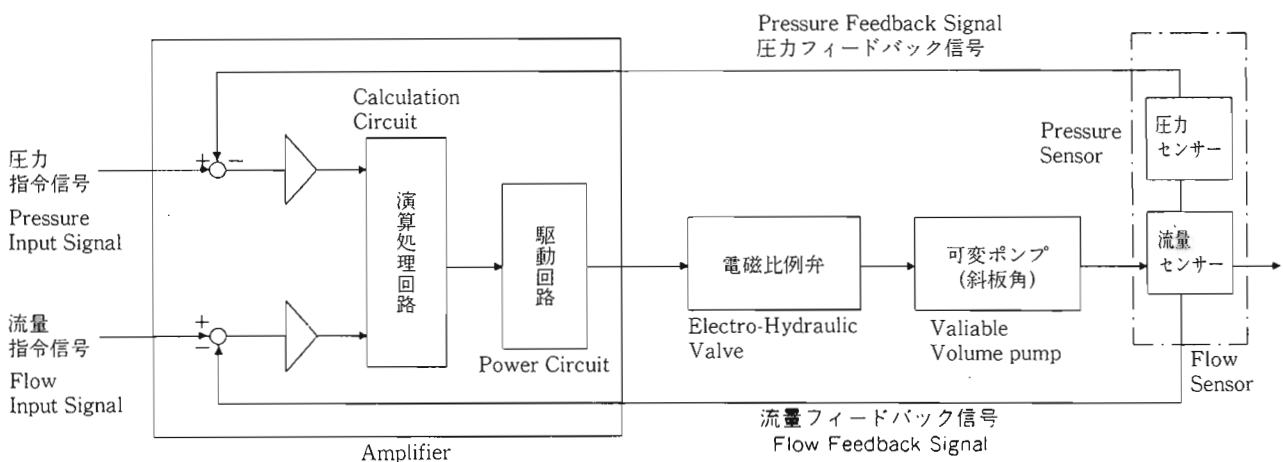 Pressure Feedback Signal
圧力フィードバック信号
Calculation
Circuit
圧力
センサー
Pressure
Sensor
+
−
圧力
指令信号
Pressure
Input Signal
演算処理回路
駆動回路
電磁比例弁
可変ポンプ
(斜板角)
流量
センサー
+
−
流量
指令信号
Flow
Input Signal
Power Circuit
Electro-Hydraulic
Valve
Valiable
Volume pump
Flow
Sensor
流量フィードバック信号
Flow Feedback Signal
Amplifier